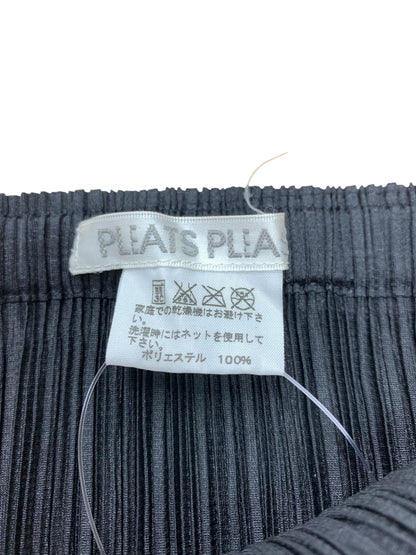 PLEATS PLEA
家庭での乾燥機はお避け下さ
い。
洗濯時にはネットを使用して
下さい。
ポリエステル 100%